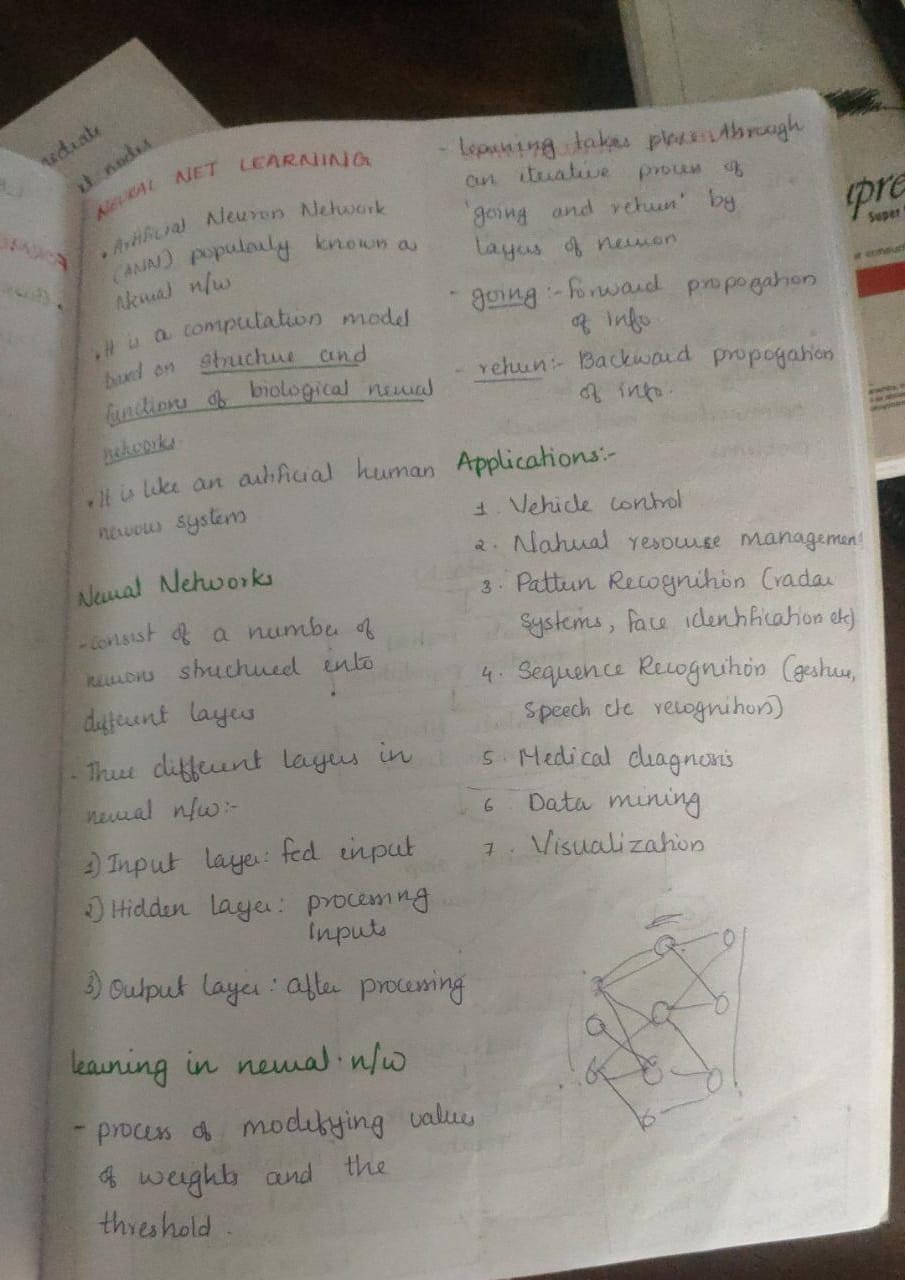 ediate
nodes
NEURAL NET LEARNING
• Artificial Neuron Network
(ANN) popularly known as
Neural n/w
• It is a computation model
based on structure and
functions of biological neural
networks.
• It is like an artificial human
nervous system
Neural Networks
- consist of a number of
neurons structured into
different layers
- Three different layers in
neural n/w:-
1) Input layer: fed input
2) Hidden layer: processing
inputs
3) Output layer: after processing
learning in neural n/w
- process of modifying values
of weights and the
threshold.
- learning takes place through
an iterative process of
'going and return' by
layers of neuron
- going :- forward propogation
of info.
- return:- Backward propogation
of info.
Applications:-
1. Vehicle control
2. Natural resource management
3. Pattern Recognition (radar
systems, face identification etc)
4. Sequence Recognition (gesture,
speech etc recognitions)
5 Medical diagnosis
6 Data mining
7. Visualization
pre
Super